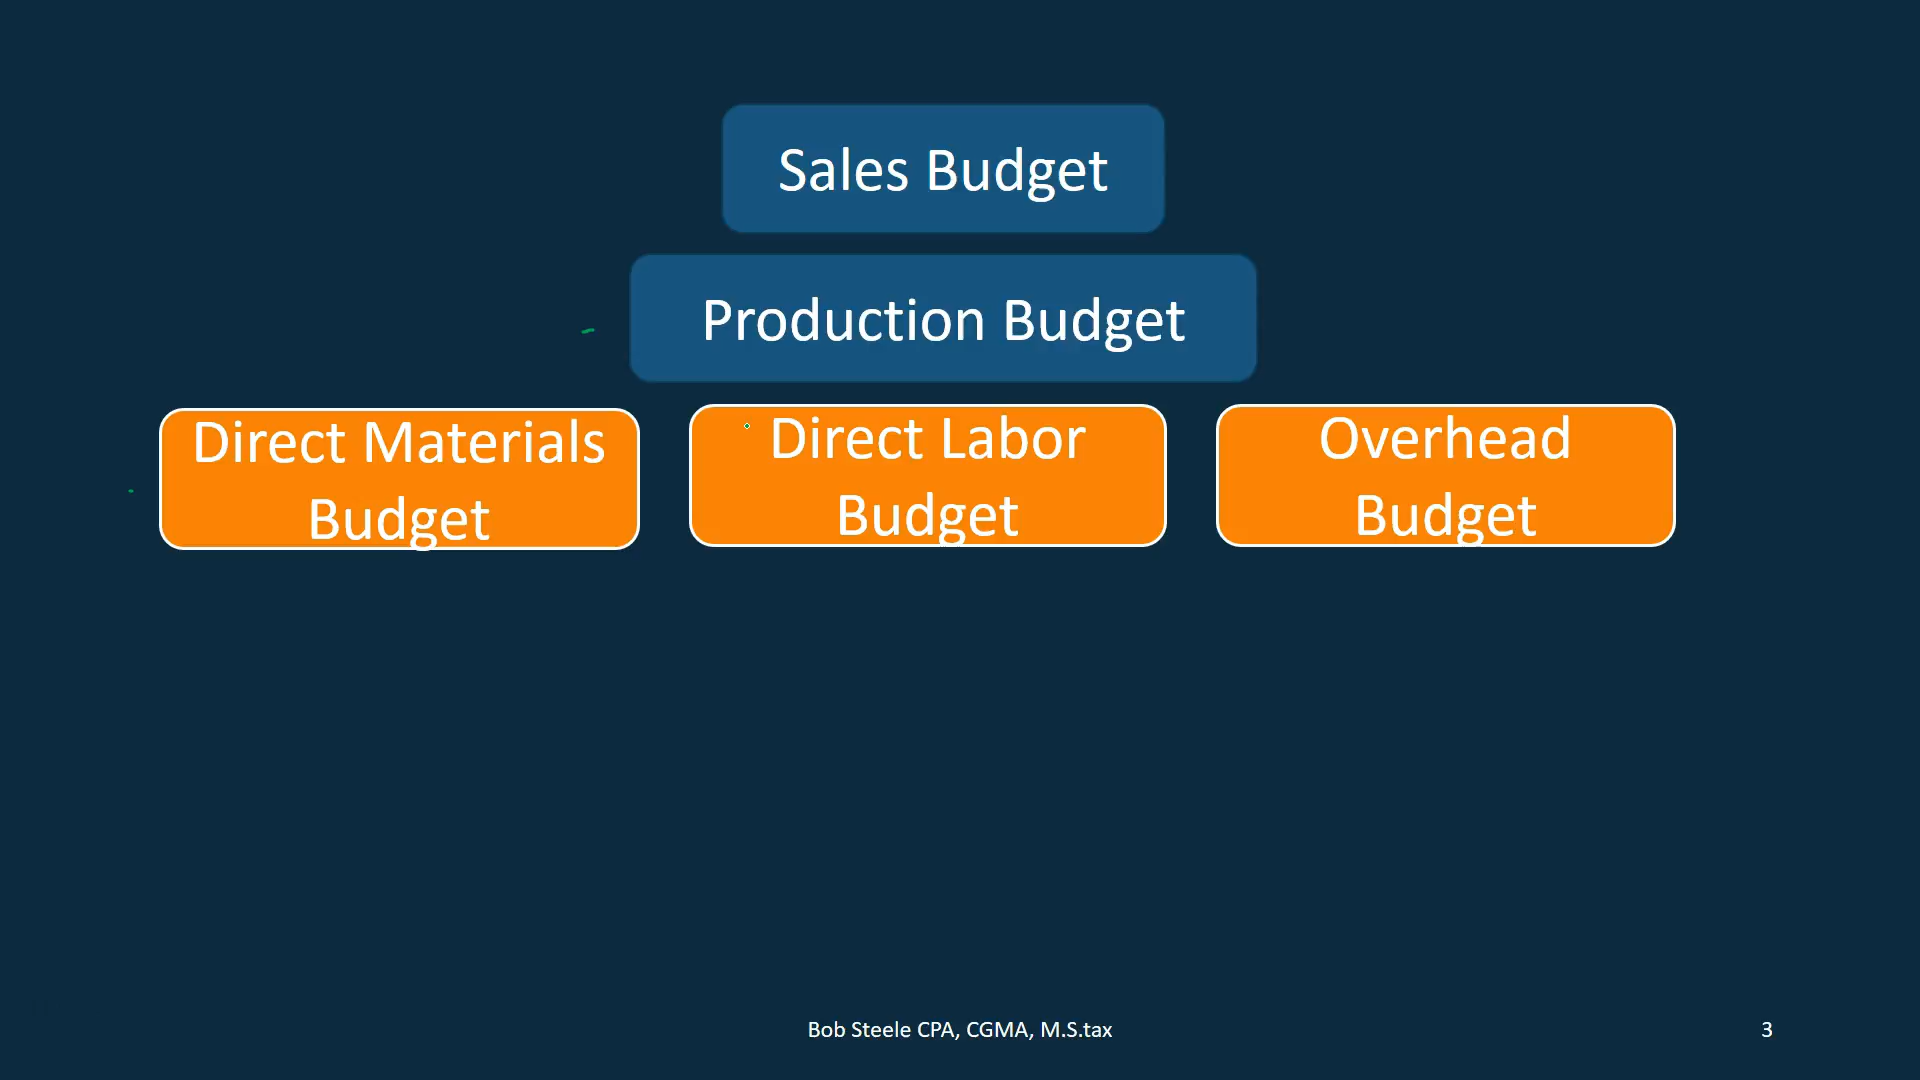 Sales Budget
Production Budget
Direct Materials
Budget
Direct Labor
Budget
Overhead
Budget
Bob Steele CPA, CGMA, M.S.tax
3